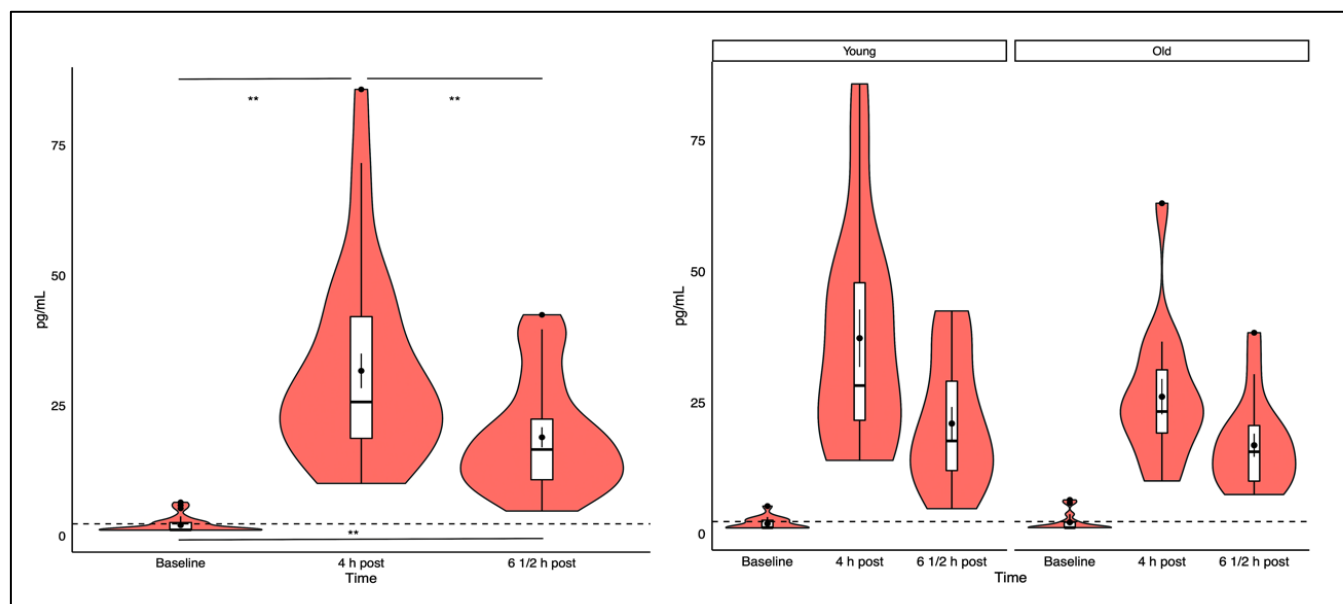 Young Old
75
50
25
0
pg/mL
** **
**
Baseline 4 h post 6 1/2 h post
Time
75
50
25
0
pg/mL
Baseline 4 h post 6 1/2 h post Baseline 4 h post 6 1/2 h post
Time